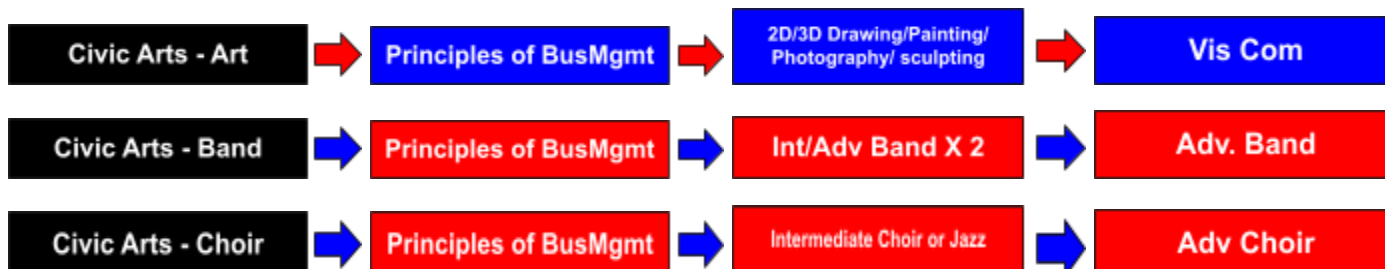 Civic Arts - Art
Principles of BusMgmt
2D/3D Drawing/Painting/
Photography/ sculpting
Vis Com
Civic Arts - Band
Principles of BusMgmt
Int/Adv Band X 2
Adv. Band
Civic Arts - Choir
Principles of BusMgmt
Intermediate Choir or Jazz
Adv Choir